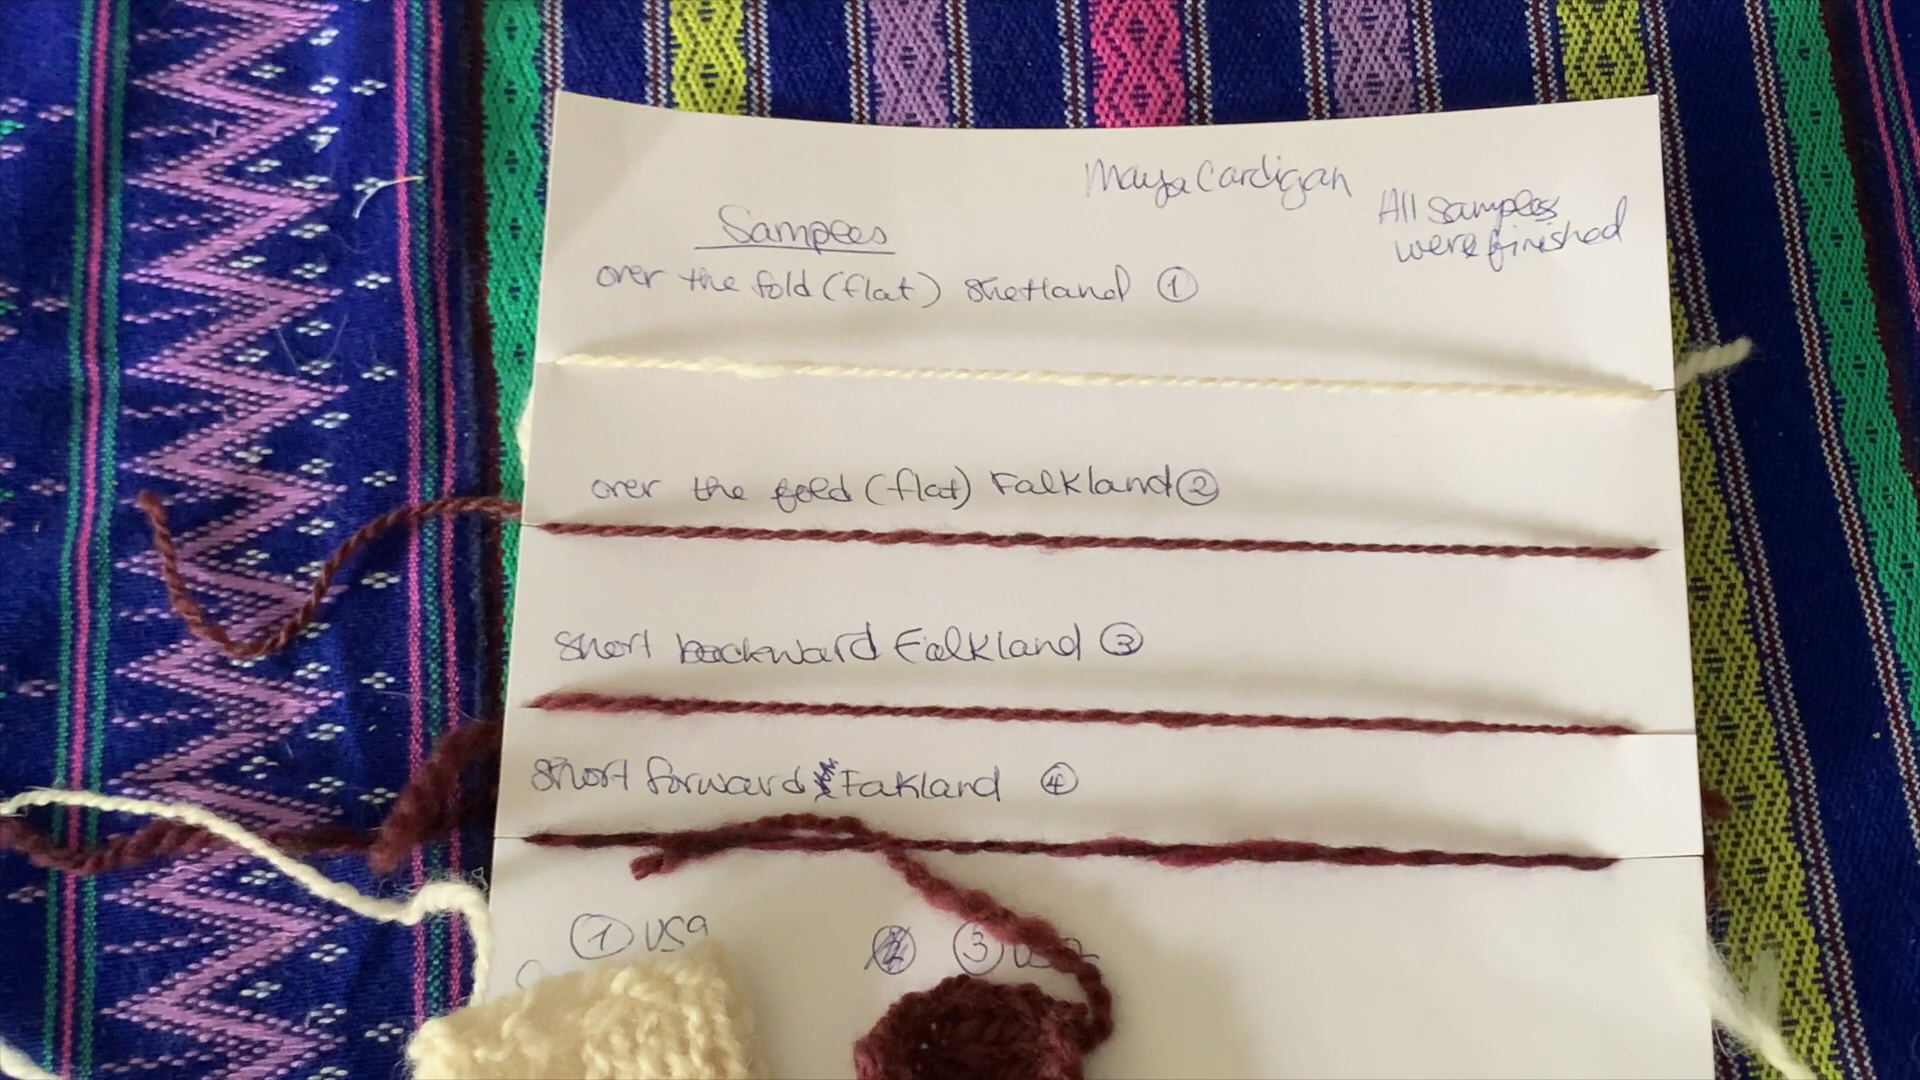 Maya Cardigan
All samples
were finished
Samples
over the fold (flat) Shetland ①
over the fold (flat) Falkland ②
short backward Falkland ③
short forward Fakland ④
① US9
③